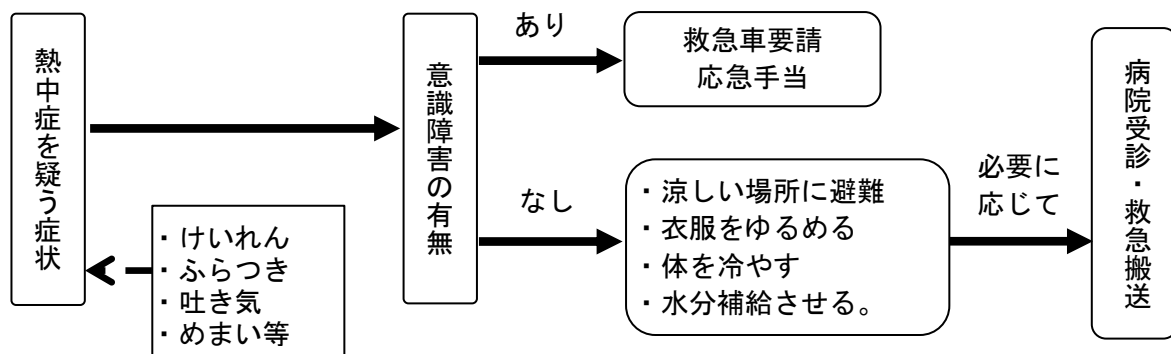 熱中症を疑う症状
・けいれん
・ふらつき
・吐き気
・めまい等
意識障害の有無
あり
救急車要請
応急手当
なし
・涼しい場所に避難
・衣服をゆるめる
・体を冷やす
・水分補給させる。
必要に
応じて
病院受診・救急搬送